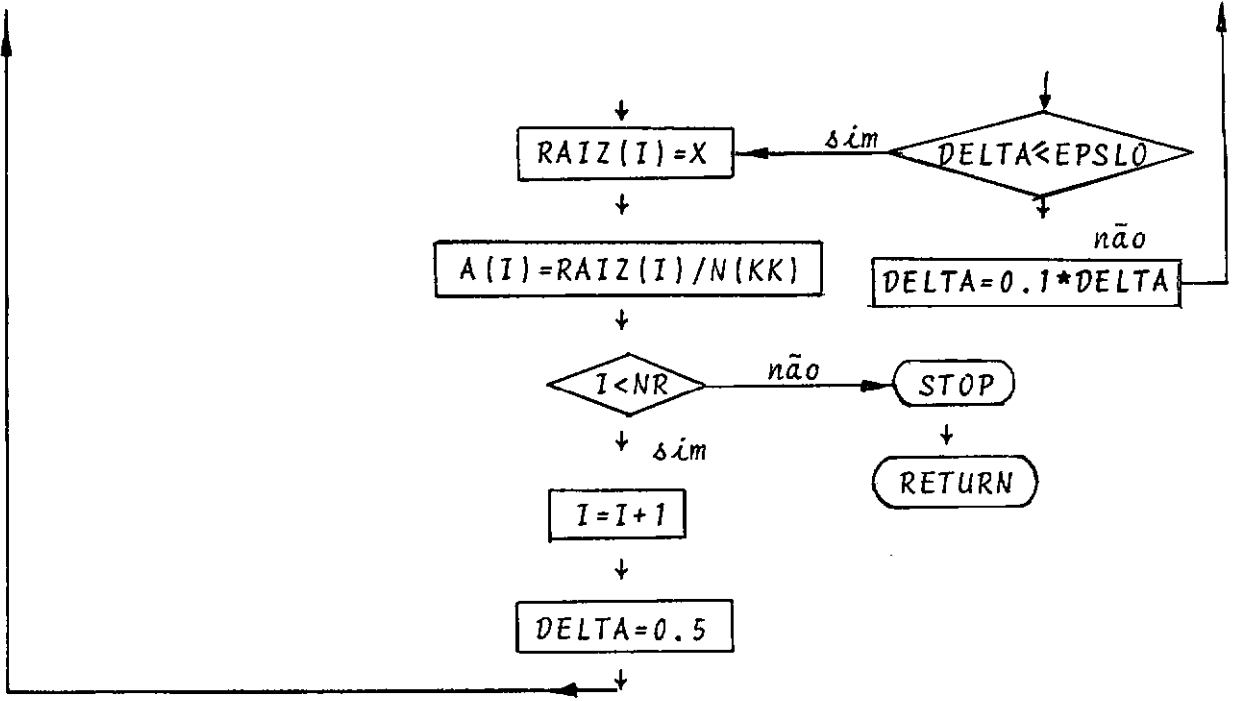 RAIZ(I)=X
sim
DELTA≤EPSLO
não
A(I)=RAIZ(I)/N(KK)
DELTA=0.1*DELTA
I<NR
não
STOP
sim
RETURN
I=I+1
DELTA=0.5